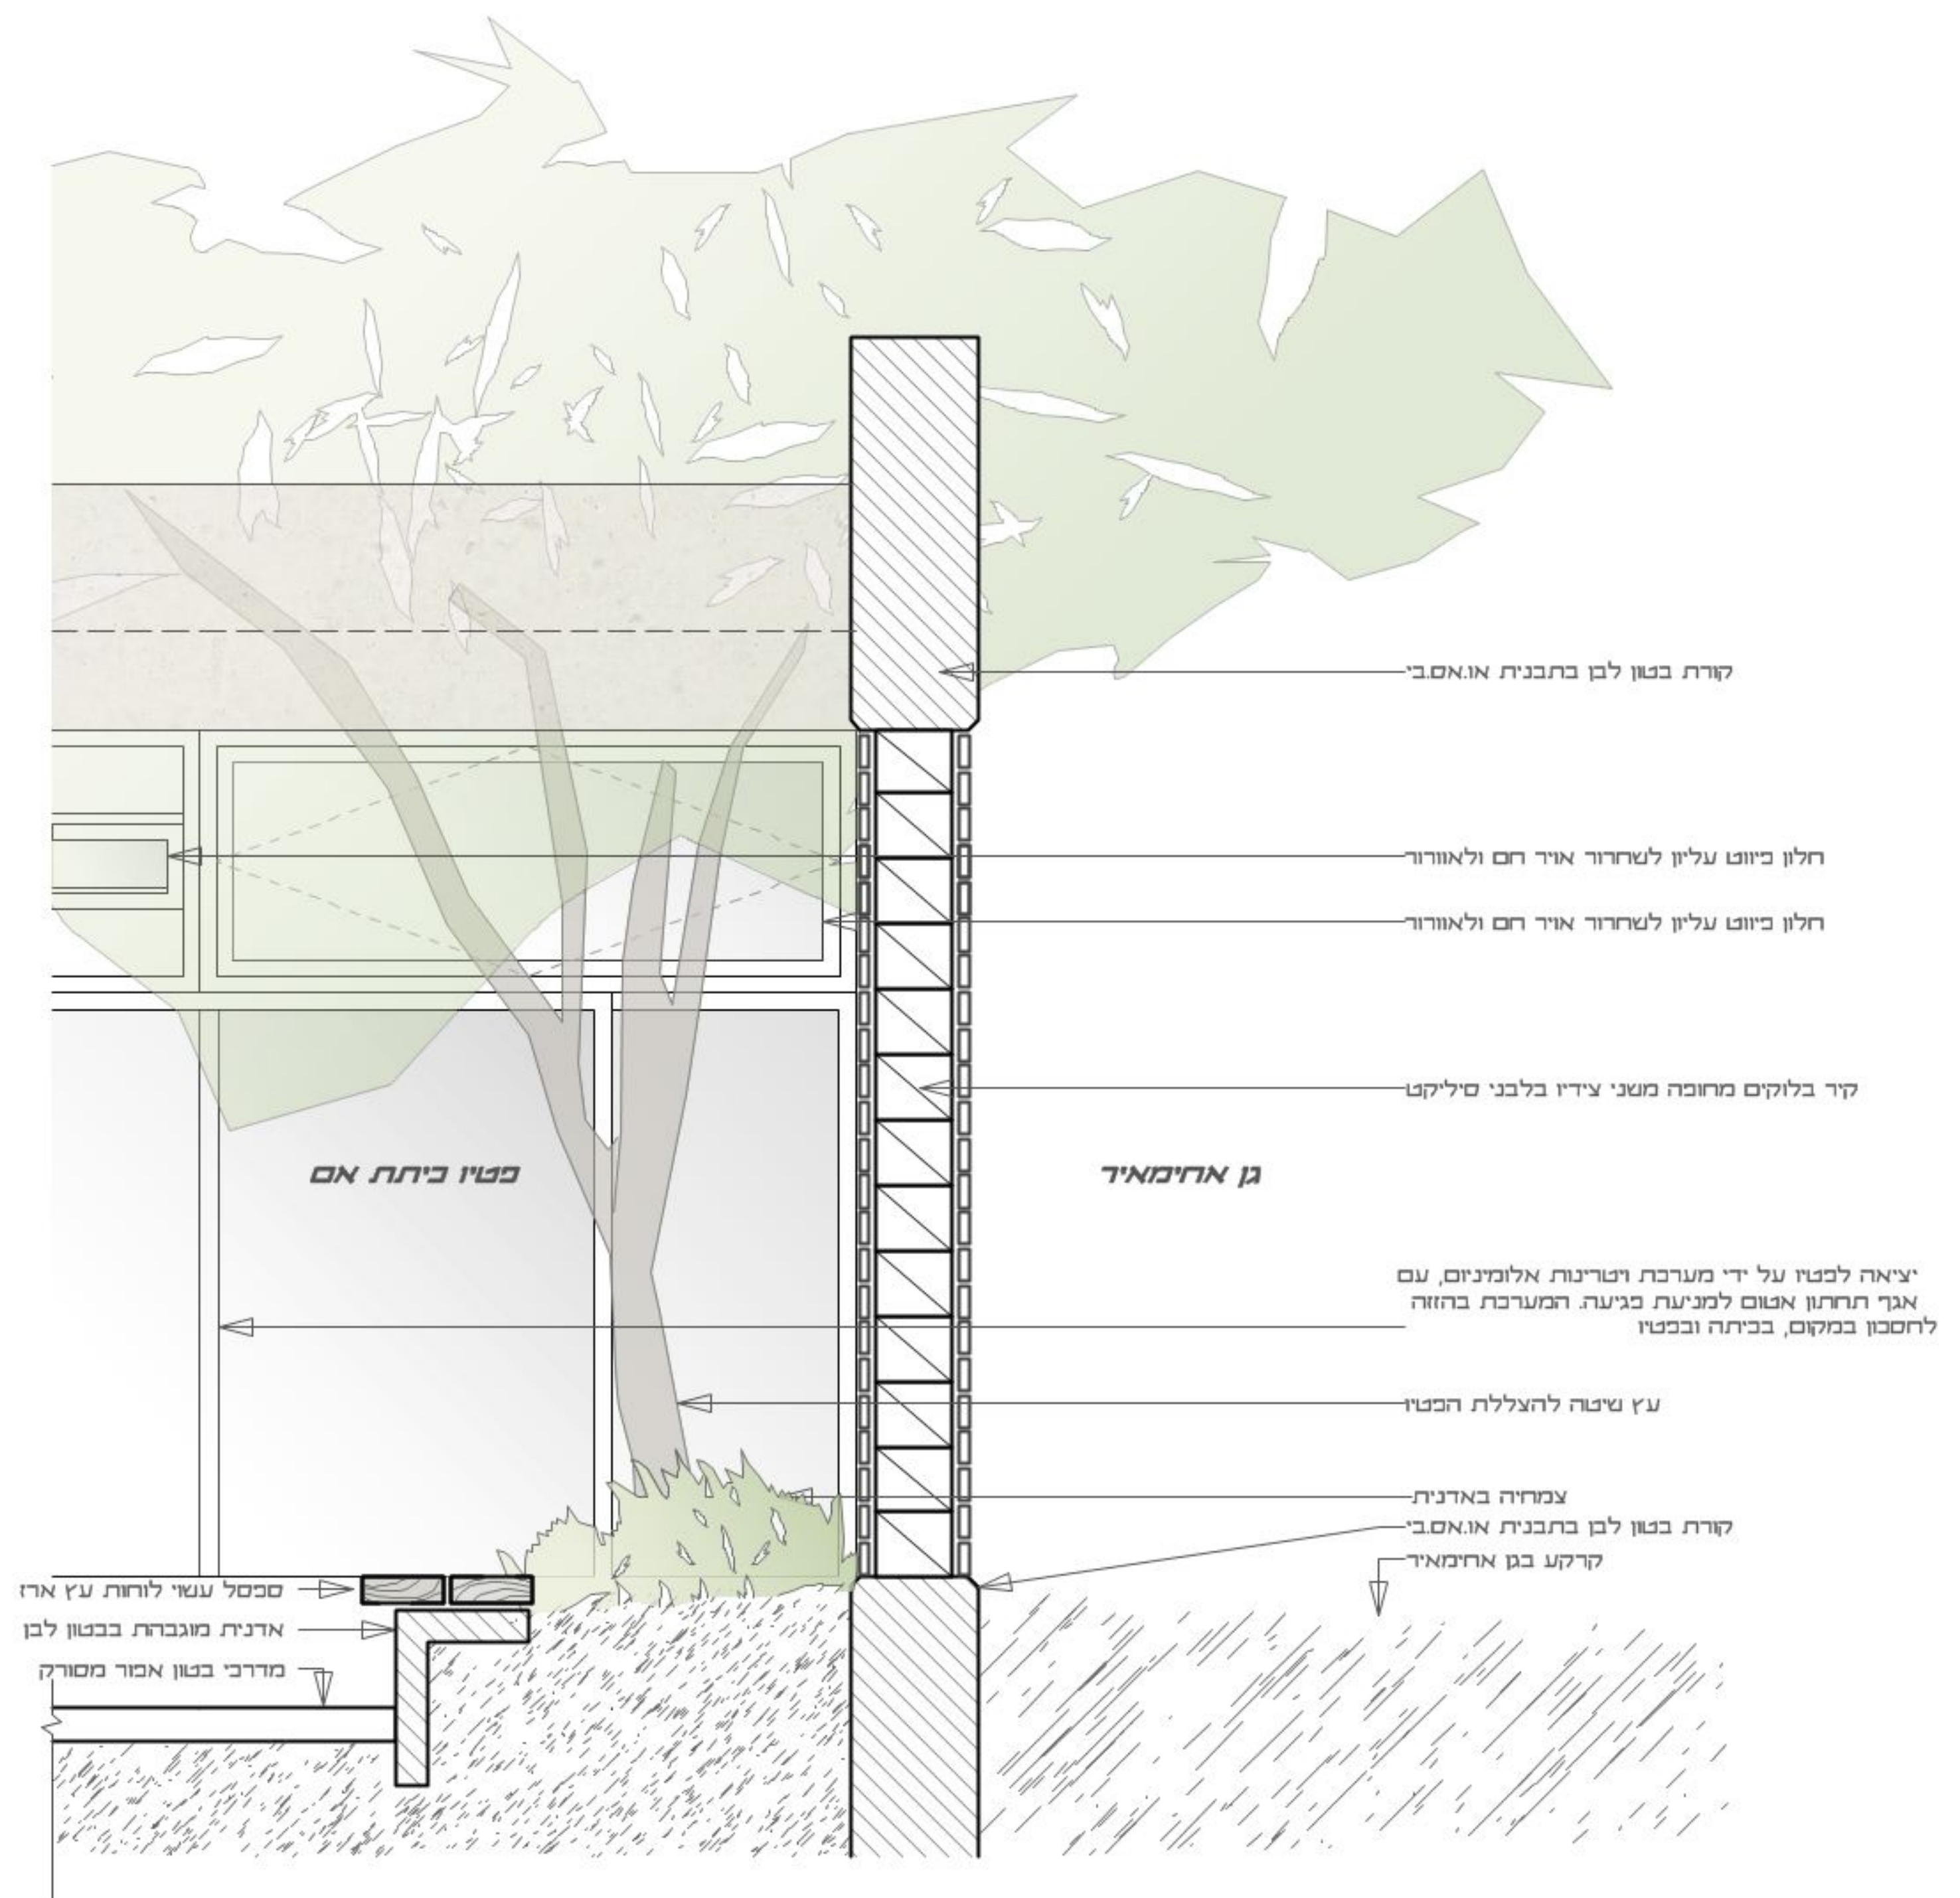 קורת בטון לבן בתבנית או.אס.בי
חלון פיווט עליון לשחרור אויר חם ולאוורור
חלון פיווט עליון לשחרור אויר חם ולאוורור
קיר בלוקים מחופה משני צידיו בלבני סיליקט
גן אחימאיר
פטיו כיתת אם
יציאה לפטיו על ידי מערכת ויטרינות אלומיניום, עם
אגף תחתון אטום למניעת פגיעה. המערכת בהזזה
לחסכון במקום, בכיתה ובפטיו
עץ שיטה להצללת הפטיו
צמחיה באדנית
קורת בטון לבן בתבנית או.אס.בי
קרקע בגן אחימאיר
ספסל עשוי לוחות עץ ארז
אדנית מוגבהת בבטון לבן
מדרכי בטון אפור מסורק